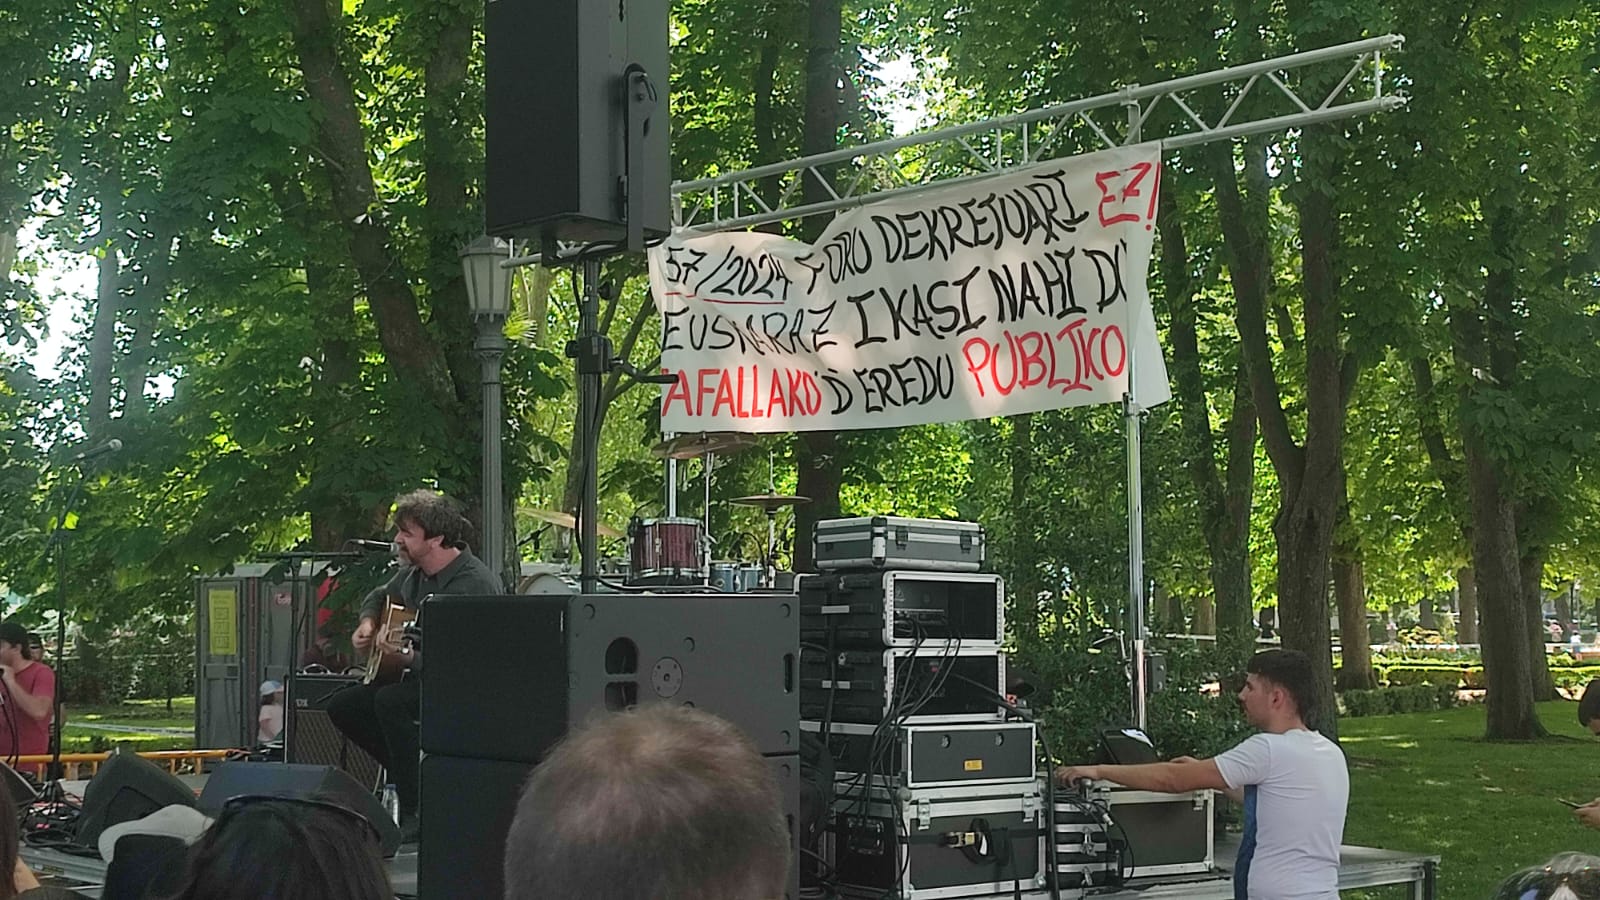 57/2024 FORU DEKRETUARI EZ!
EUSKARAZ IKASI NAHI DU
TAFALLAKO 'D' EREDU PUBLIKO